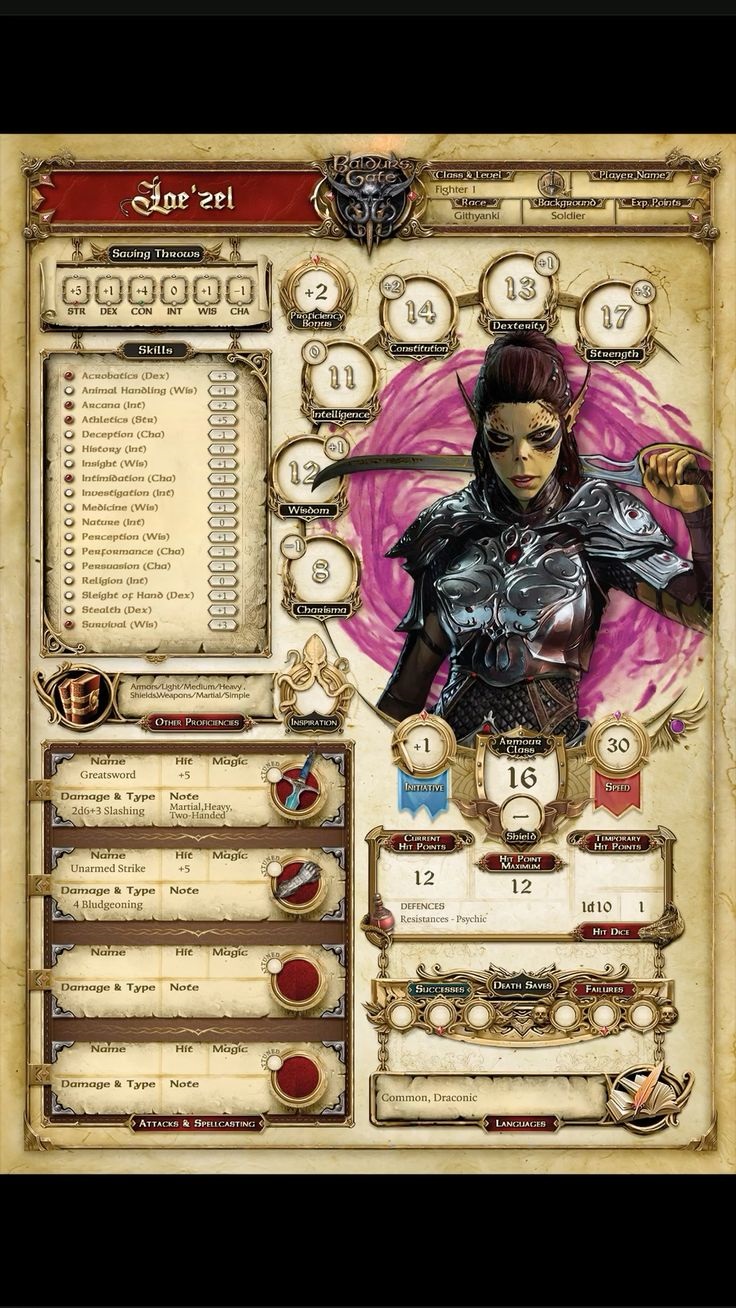 Lae'zel
Baldurs
Gate
Class & Level
Player Name
Fighter 1
Race
Background
Exp. Points
Githyanki
Soldier
Saving Throws
+5 +1 +4 0 +1 -1
STR DEX CON INT WIS CHA
+2
Proficiency
Bonus
+2
14
Constitution
+1
13
Dexterity
+3
17
Strength
0
11
Intelligence
+1
12
Wisdom
-1
8
Charisma
Skills
Acrobatics (Dex) +3
Animal Handling (Wis) +1
Arcana (Int) +2
Athletics (Str) +5
Deception (Cha) -1
History (Int) 0
Insight (Wis) +1
Intimidation (Cha) +1
Investigation (Int) 0
Medicine (Wis) +1
Nature (Int) 0
Perception (Wis) +1
Performance (Cha) -1
Persuasion (Cha) -1
Religion (Int) 0
Sleight of Hand (Dex) +1
Stealth (Dex) +1
Survival (Wis) +3
Armors/Light/Medium/Heavy,
Shields,Weapons/Martial/Simple
Other Proficiencies
Inspiration
+1
Initiative
Armour
Class
16
—
Shield
30
Speed
Name Hit Magic
Greatsword +5
Attuned
Damage & Type Note
2d6+3 Slashing
Martial,Heavy,
Two-Handed
Name Hit Magic
Unarmed Strike +5
Attuned
Damage & Type Note
4 Bludgeoning
Name Hit Magic
Attuned
Damage & Type Note
Name Hit Magic
Attuned
Damage & Type Note
Attacks & Spellcasting
Current
Hit Points
Hit Point
Maximum
Temporary
Hit Points
12
12
DEFENCES
Resistances - Psychic
1d10 1
Hit Dice
Successes
Death Saves
Failures
Common, Draconic
Languages